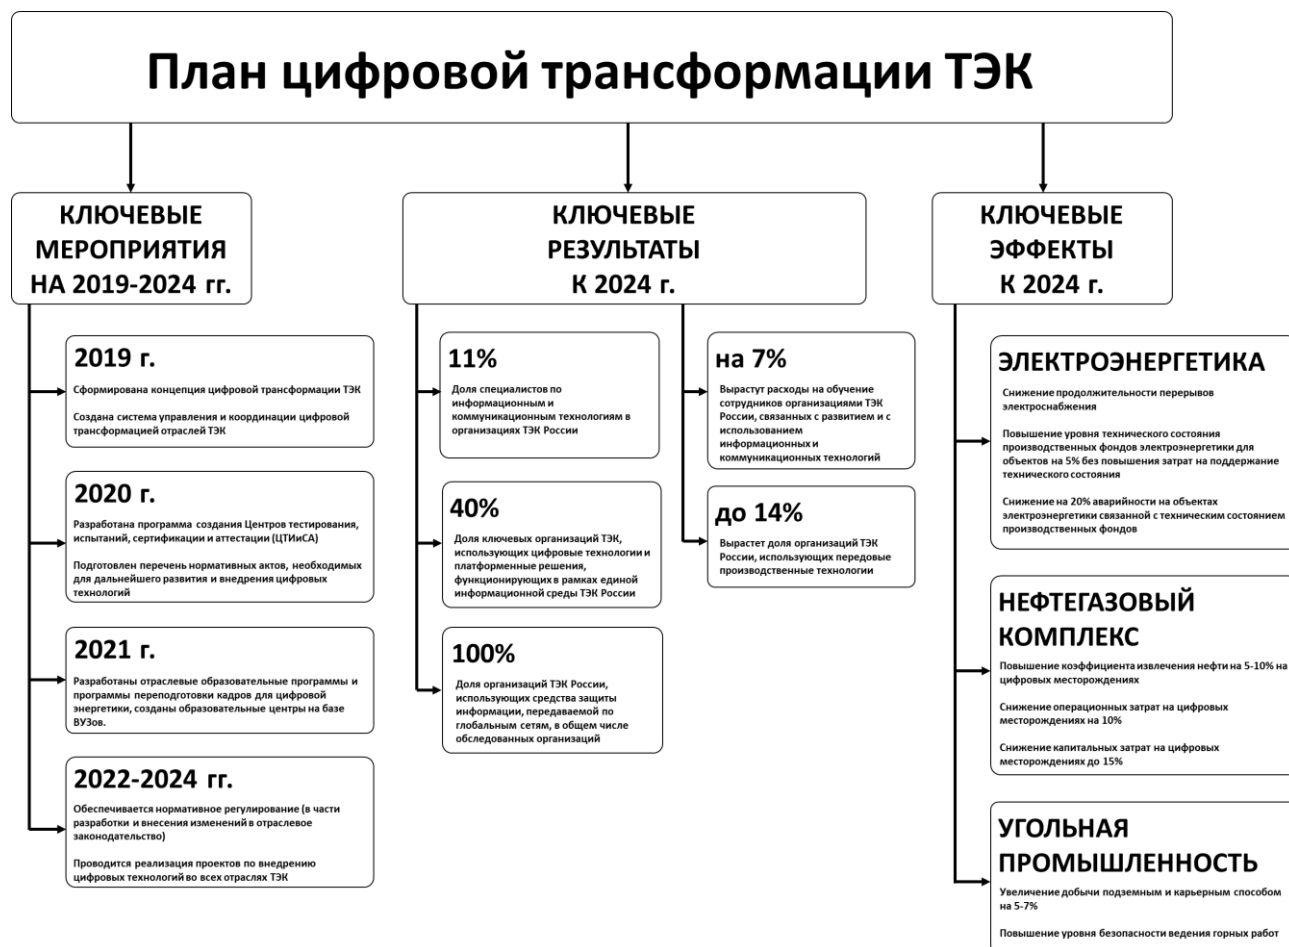 План цифровой трансформации ТЭК
КЛЮЧЕВЫЕ
МЕРОПРИЯТИЯ
НА 2019-2024 гг.
2019 г.
Сформирована концепция цифровой трансформации ТЭК
Создана система управления и координации цифровой
трансформацией отраслей ТЭК
2020 г.
Разработана программа создания Центров тестирования,
испытаний, сертификации и аттестации (ЦТИиСА)
Подготовлен перечень нормативных актов, необходимых
для дальнейшего развития и внедрения цифровых
технологий
2021 г.
Разработаны отраслевые образовательные программы и
программы переподготовки кадров для цифровой
энергетики, созданы образовательные центры на базе
ВУЗов.
2022-2024 гг.
Обеспечивается нормативное регулирование (в части
разработки и внесения изменений в отраслевое
законодательство)
Проводится реализация проектов по внедрению
цифровых технологий во всех отраслях ТЭК
КЛЮЧЕВЫЕ
РЕЗУЛЬТАТЫ
К 2024 г.
11%
Доля специалистов по
информационным и
коммуникационным технологиям в
организациях ТЭК России
40%
Доля ключевых организаций ТЭК,
использующих цифровые технологии и
платформенные решения,
функционирующих в рамках единой
информационной среды ТЭК России
100%
Доля организаций ТЭК России,
использующих средства защиты
информации, передаваемой по
глобальным сетям, в общем числе
обследованных организаций
на 7%
Вырастут расходы на обучение
сотрудников организациями ТЭК
России, связанных с развитием и с
использованием
информационных и
коммуникационных технологий
до 14%
Вырастет доля организаций ТЭК
России, использующих передовые
производственные технологии
КЛЮЧЕВЫЕ
ЭФФЕКТЫ
К 2024 г.
ЭЛЕКТРОЭНЕРГЕТИКА
Снижение продолжительности перерывов
электроснабжения
Повышение уровня технического состояния
производственных фондов электроэнергетики для
объектов на 5% без повышения затрат на поддержание
технического состояния
Снижение на 20% аварийности на объектах
электроэнергетики связанной с техническим состоянием
производственных фондов
НЕФТЕГАЗОВЫЙ
КОМПЛЕКС
Повышение коэффициента извлечения нефти на 5-10% на
цифровых месторождениях
Снижение операционных затрат на цифровых
месторождениях на 10%
Снижение капитальных затрат на цифровых
месторождениях до 15%
УГОЛЬНАЯ
ПРОМЫШЛЕННОСТЬ
Увеличение добычи подземным и карьерным способом
на 5-7%
Повышение уровня безопасности ведения горных работ